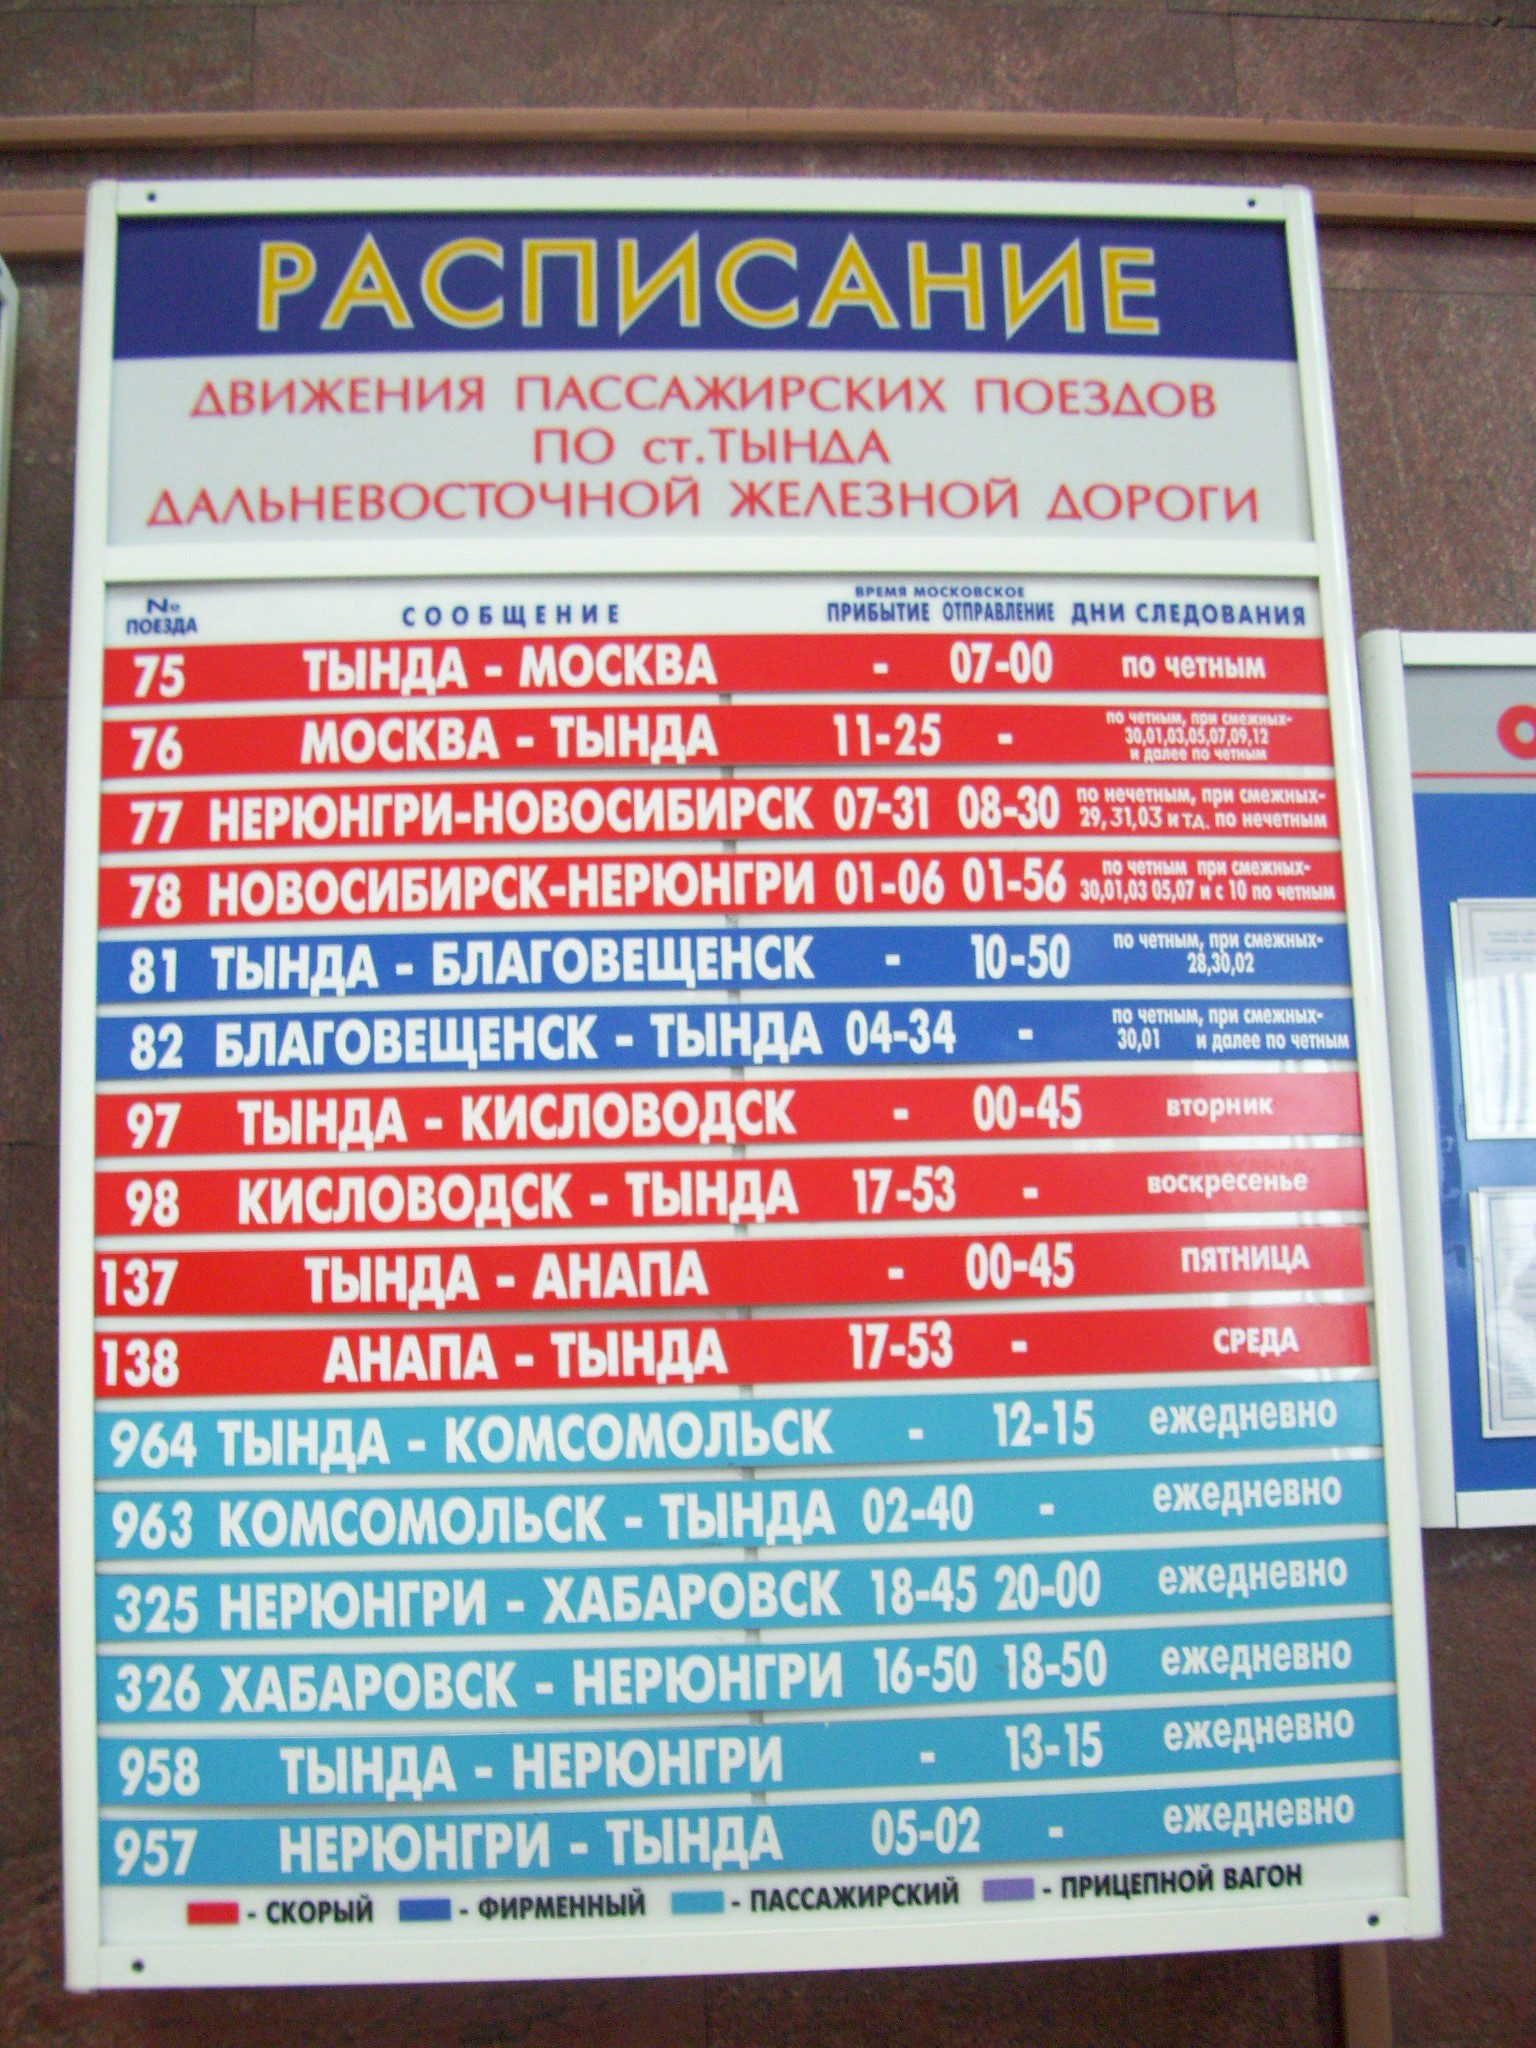 РАСПИСАНИЕ
ДВИЖЕНИЯ ПАССАЖИРСКИХ ПОЕЗДОВ
ПО ст.ТЫНДА
ДАЛЬНЕВОСТОЧНОЙ ЖЕЛЕЗНОЙ ДОРОГИ
№ ПОЕЗДА СООБЩЕНИЕ ВРЕМЯ МОСКОВСКОЕ ПРИБЫТИЕ ОТПРАВЛЕНИЕ ДНИ СЛЕДОВАНИЯ
75 ТЫНДА - МОСКВА - 07-00 по четным
76 МОСКВА - ТЫНДА 11-25 - по четным, при смежных- 30,01,03,05,07,09,12 и далее по четным
77 НЕРЮНГРИ-НОВОСИБИРСК 07-31 08-30 по нечетным, при смежных- 29,31,03 и т.д. по нечетным
78 НОВОСИБИРСК-НЕРЮНГРИ 01-06 01-56 по четным при смежных- 30,01,03 05,07 и с 10 по четным
81 ТЫНДА - БЛАГОВЕЩЕНСК - 10-50 по четным, при смежных- 28,30,02
82 БЛАГОВЕЩЕНСК - ТЫНДА 04-34 - по четным, при смежных- 30,01 и далее по четным
97 ТЫНДА - КИСЛОВОДСК - 00-45 вторник
98 КИСЛОВОДСК - ТЫНДА 17-53 - воскресенье
137 ТЫНДА - АНАПА - 00-45 ПЯТНИЦА
138 АНАПА - ТЫНДА 17-53 - СРЕДА
964 ТЫНДА - КОМСОМОЛЬСК - 12-15 ежедневно
963 КОМСОМОЛЬСК - ТЫНДА 02-40 - ежедневно
325 НЕРЮНГРИ - ХАБАРОВСК 18-45 20-00 ежедневно
326 ХАБАРОВСК - НЕРЮНГРИ 16-50 18-50 ежедневно
958 ТЫНДА - НЕРЮНГРИ - 13-15 ежедневно
957 НЕРЮНГРИ - ТЫНДА 05-02 - ежедневно
- СКОРЫЙ - ФИРМЕННЫЙ - ПАССАЖИРСКИЙ - ПРИЦЕПНОЙ ВАГОН